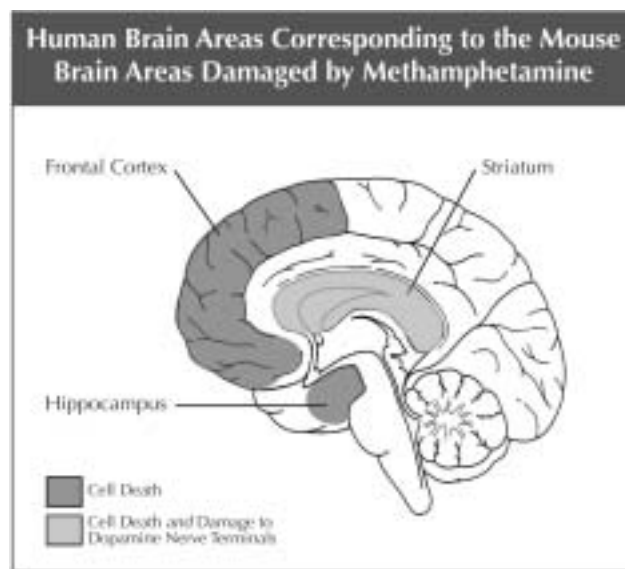 Human Brain Areas Corresponding to the Mouse
Brain Areas Damaged by Methamphetamine
Frontal Cortex
Striatum
Hippocampus
Cell Death
Cell Death and Damage to
Dopamine Nerve Terminals